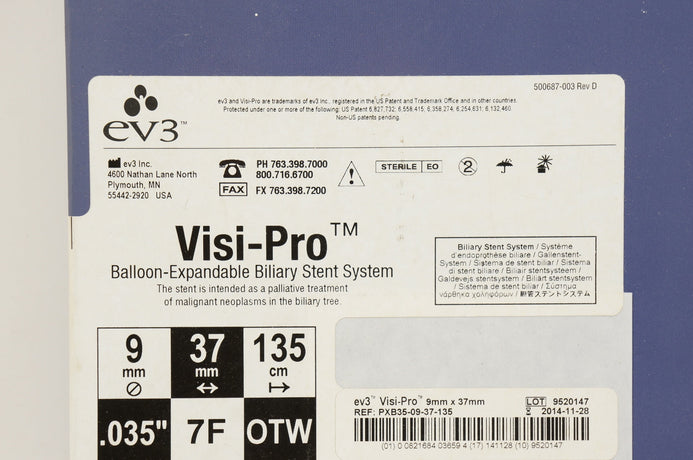 500687-003 Rev D
ev3 and Visi-Pro are trademarks of ev3 Inc., registered in the US Patent and Trademark Office and in other countries.
Protected under one or more of the following: US Patents 6,827,732; 6,558,415; 6,358,274; 6,254,631; 6,132,460.
Non-US patents pending.
ev3™
ev3 Inc.
4600 Nathan Lane North
Plymouth, MN
55442-2920 USA
PH 763.398.7000
800.716.6700
FAX FX 763.398.7200
STERILE EO
2
Visi-Pro™
Balloon-Expandable Biliary Stent System
The stent is intended as a palliative treatment
of malignant neoplasms in the biliary tree.
Biliary Stent System / Système
d'endoprothèse biliaire / Gallenstent-
System / Sistema de stent biliar / Sistema
di stent biliare / Biliair stentsysteem /
Galdevejs stentsystem / Biliärt stentsystem
/ Sistema de stent biliar / Σύστημα
νάρθηκα χοληφόρων / 胆管ステントシステム
9 37 135
mm mm cm
.035" 7F OTW
ev3™ Visi-Pro™ 9mm x 37mm LOT 9520147
REF: PXB35-09-37-135 2014-11-28
(01) 0 0821684 03659 4 (17) 141128 (10) 9520147